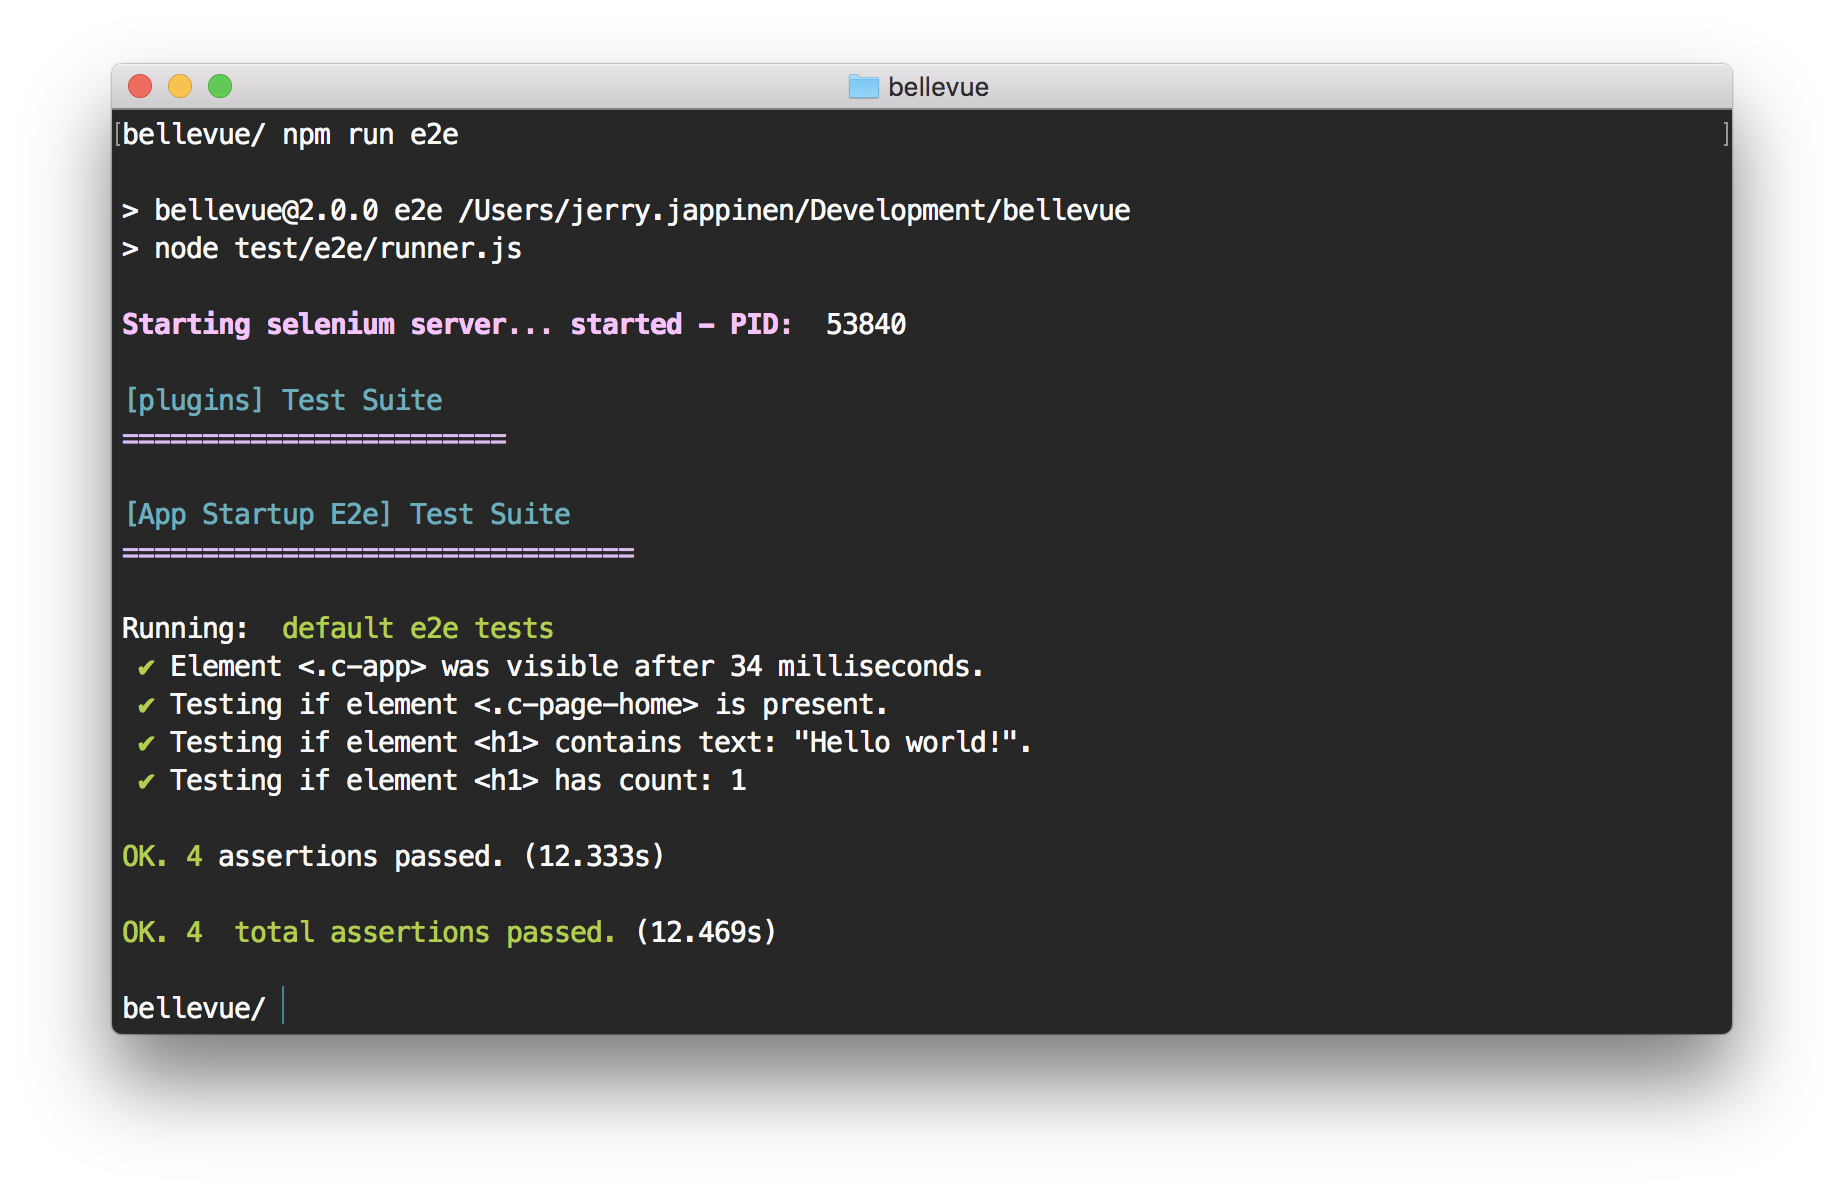 bellevue
[bellevue/ npm run e2e ]
> bellevue@2.0.0 e2e /Users/jerry.jappinen/Development/bellevue
> node test/e2e/runner.js
Starting selenium server... started - PID:  53840
[plugins] Test Suite
========================
[App Startup E2e] Test Suite
================================
Running:  default e2e tests
✔ Element <.c-app> was visible after 34 milliseconds.
✔ Testing if element <.c-page-home> is present.
✔ Testing if element <h1> contains text: "Hello world!".
✔ Testing if element <h1> has count: 1
OK. 4 assertions passed. (12.333s)
OK. 4  total assertions passed. (12.469s)
bellevue/